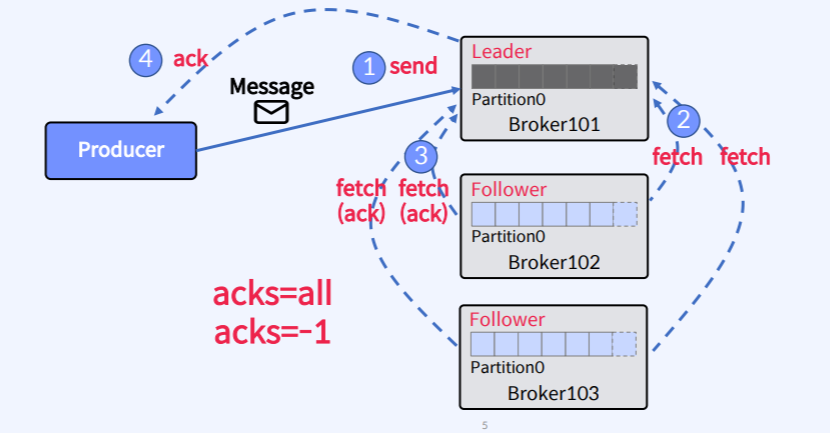 4 ack
1 send
Message
Producer
Leader
Partition0
Broker101
2
fetch fetch
3
fetch fetch
(ack) (ack)
Follower
Partition0
Broker102
acks=all
acks=-1
Follower
Partition0
Broker103
5